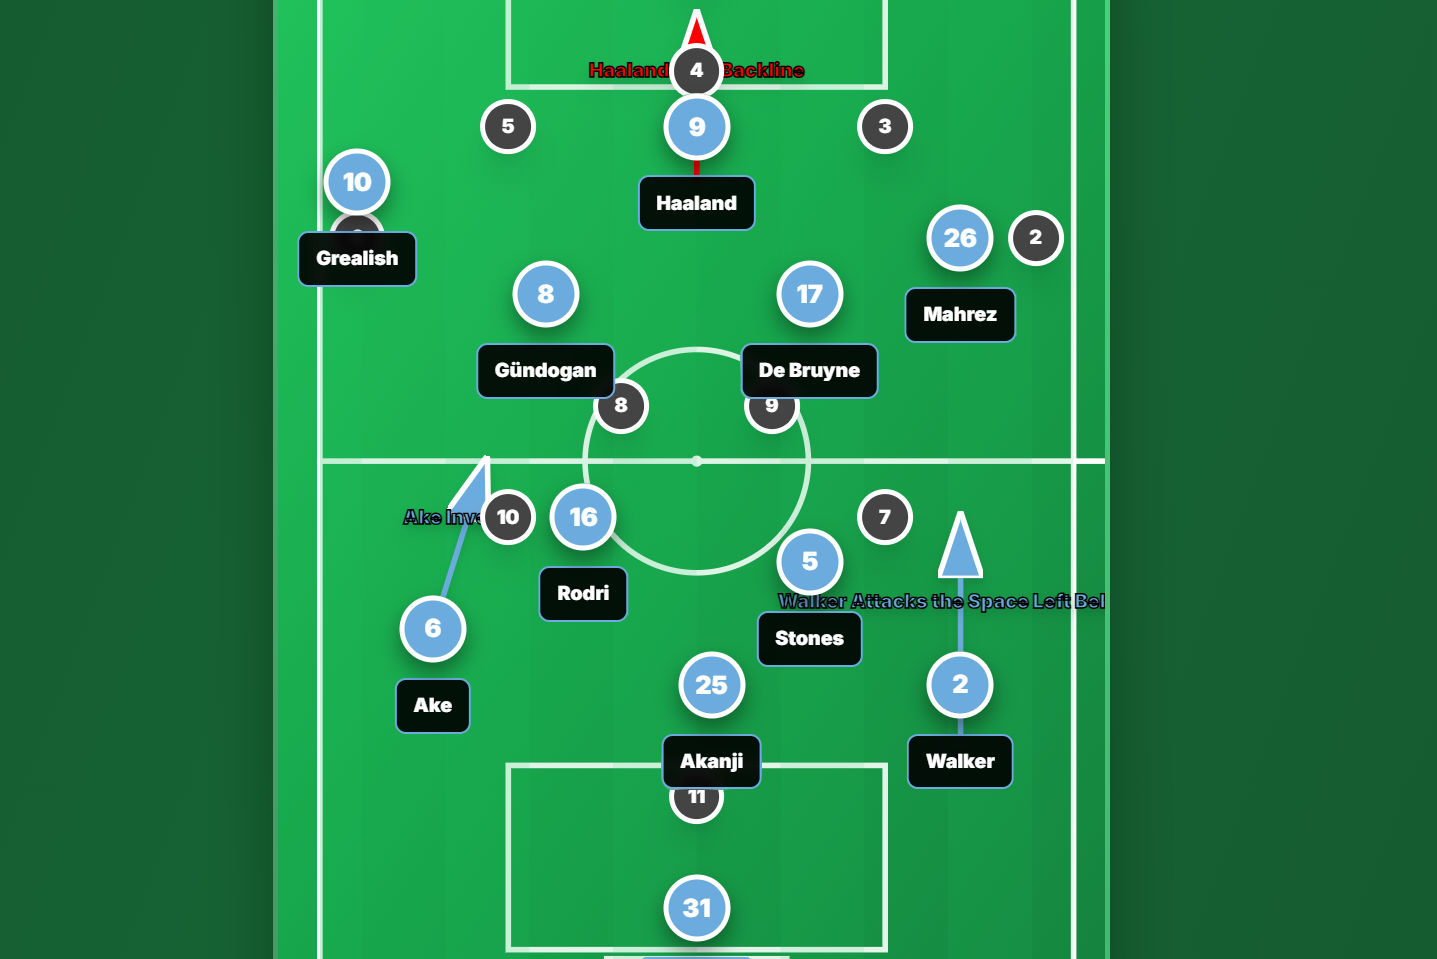 Haaland Backline
4
5
9
3
10
Haaland
26
2
Grealish
8
17
Mahrez
Gündogan
De Bruyne
8
9
Ake Inv
10
16
7
5
Rodri
Walker Attacks the Space Left Bel
6
Stones
25
2
Ake
Akanji
Walker
11
31